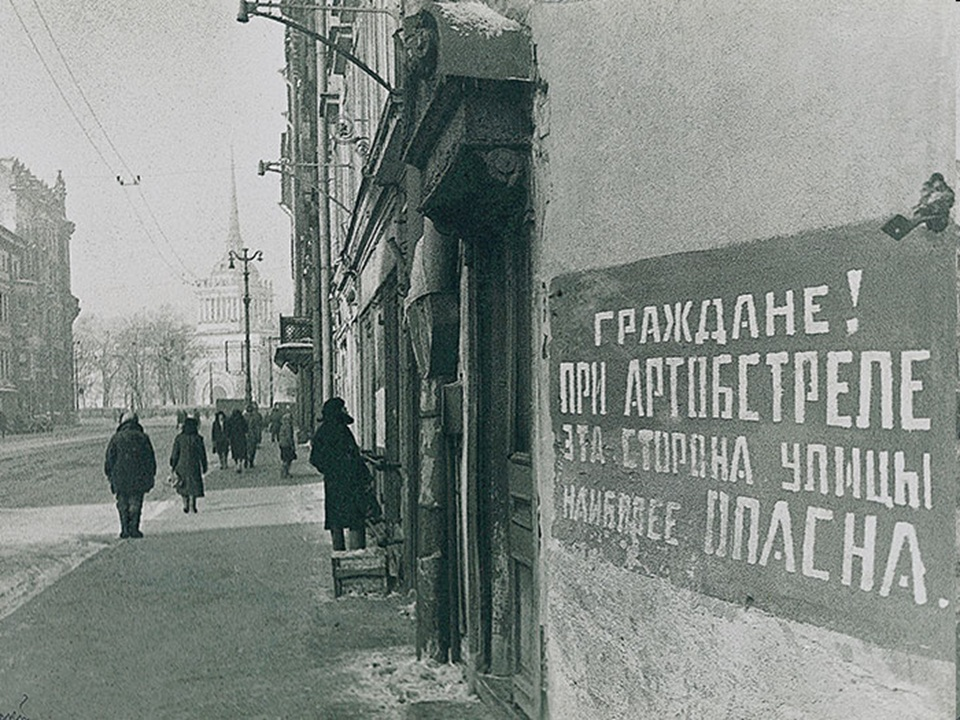 ГРАЖДАНЕ!
ПРИ АРТОБСТРЕЛЕ
ЭТА СТОРОНА УЛИЦЫ
НАИБОЛЕЕ ОПАСНА.